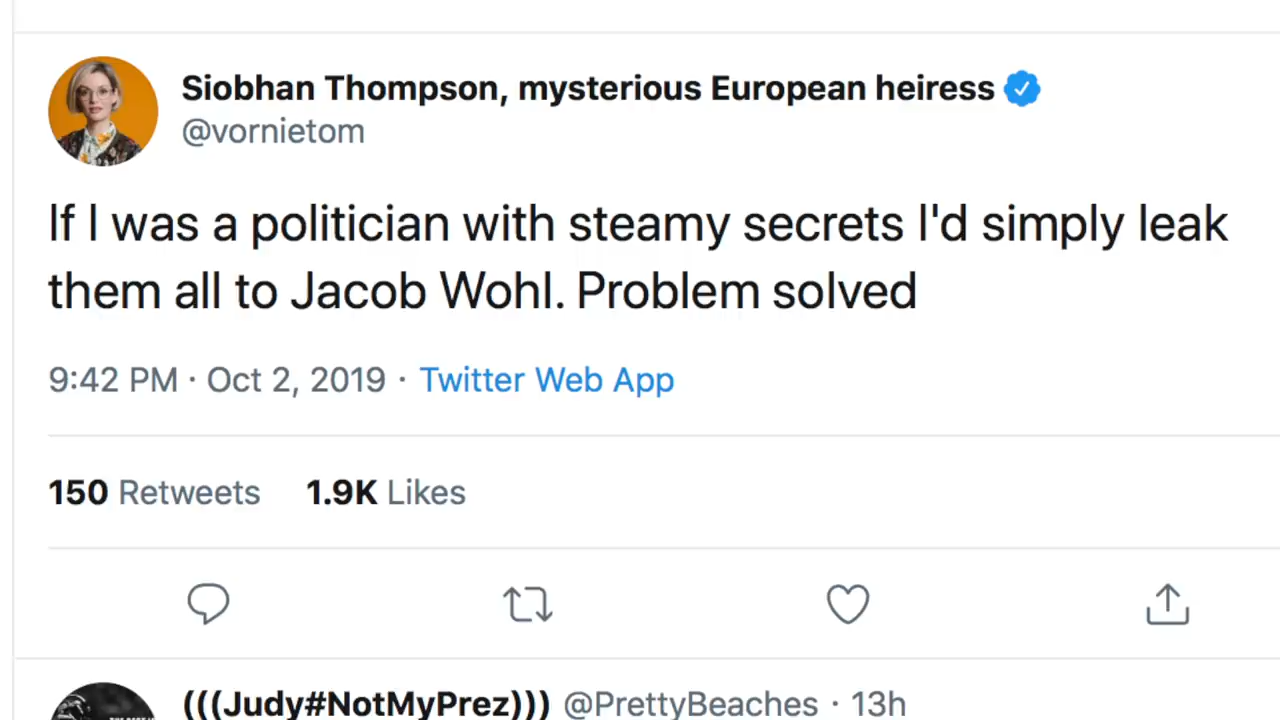 Siobhan Thompson, mysterious European heiress
@vornietom
If I was a politician with steamy secrets I'd simply leak
them all to Jacob Wohl. Problem solved
9:42 PM · Oct 2, 2019 · Twitter Web App
150 Retweets 1.9K Likes
(((Judy#NotMyPrez))) @PrettyBeaches · 13h